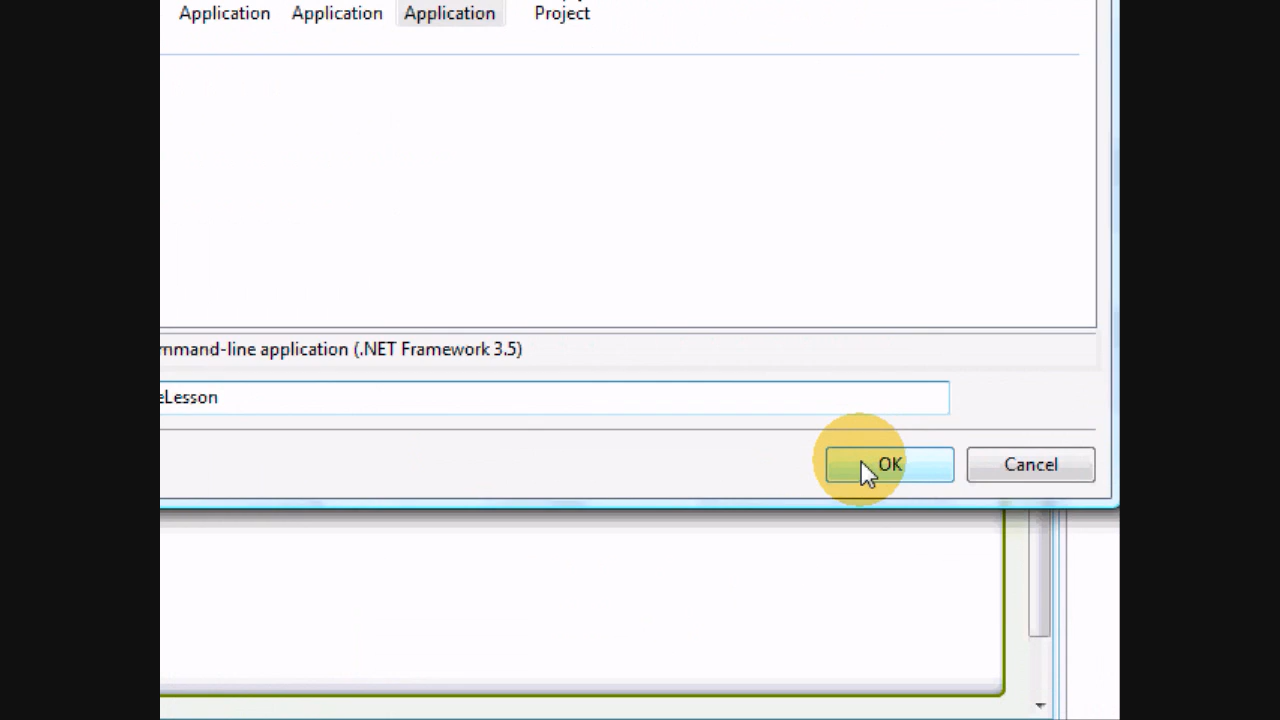 Application Application Application Project
mmand-line application (.NET Framework 3.5)
eLesson
OK Cancel